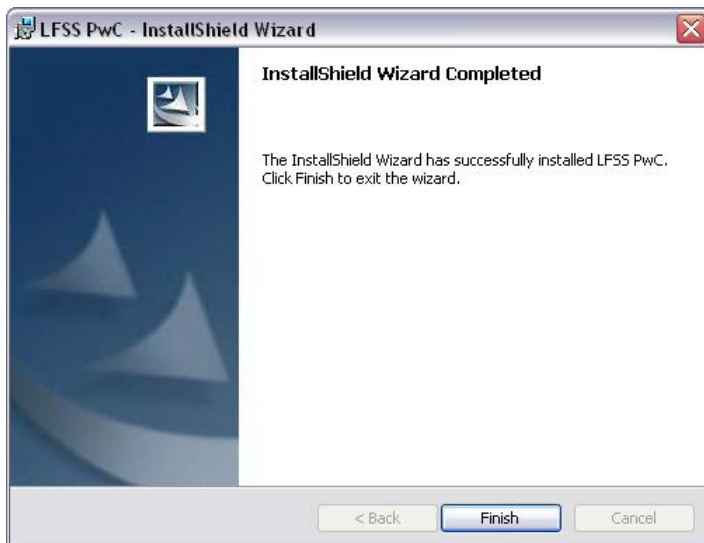 LFSS PwC - InstallShield Wizard
InstallShield Wizard Completed
The InstallShield Wizard has successfully installed LFSS PwC.
Click Finish to exit the wizard.
< Back
Finish
Cancel